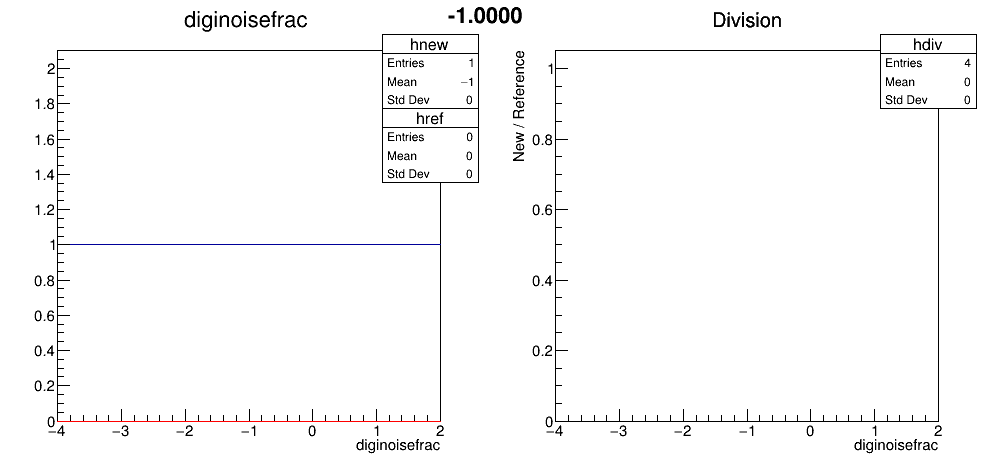 diginoisefrac
-1.0000
Division
hnew
Entries 1
Mean −1
Std Dev 0
href
Entries 0
Mean 0
Std Dev 0
2
1.8
1.6
1.4
1.2
1
0.8
0.6
0.4
0.2
0
−4 −3 −2 −1 0 1 2
diginoisefrac
hdiv
Entries 4
Mean 0
Std Dev 0
New / Reference
1
0.8
0.6
0.4
0.2
0
−4 −3 −2 −1 0 1 2
diginoisefrac